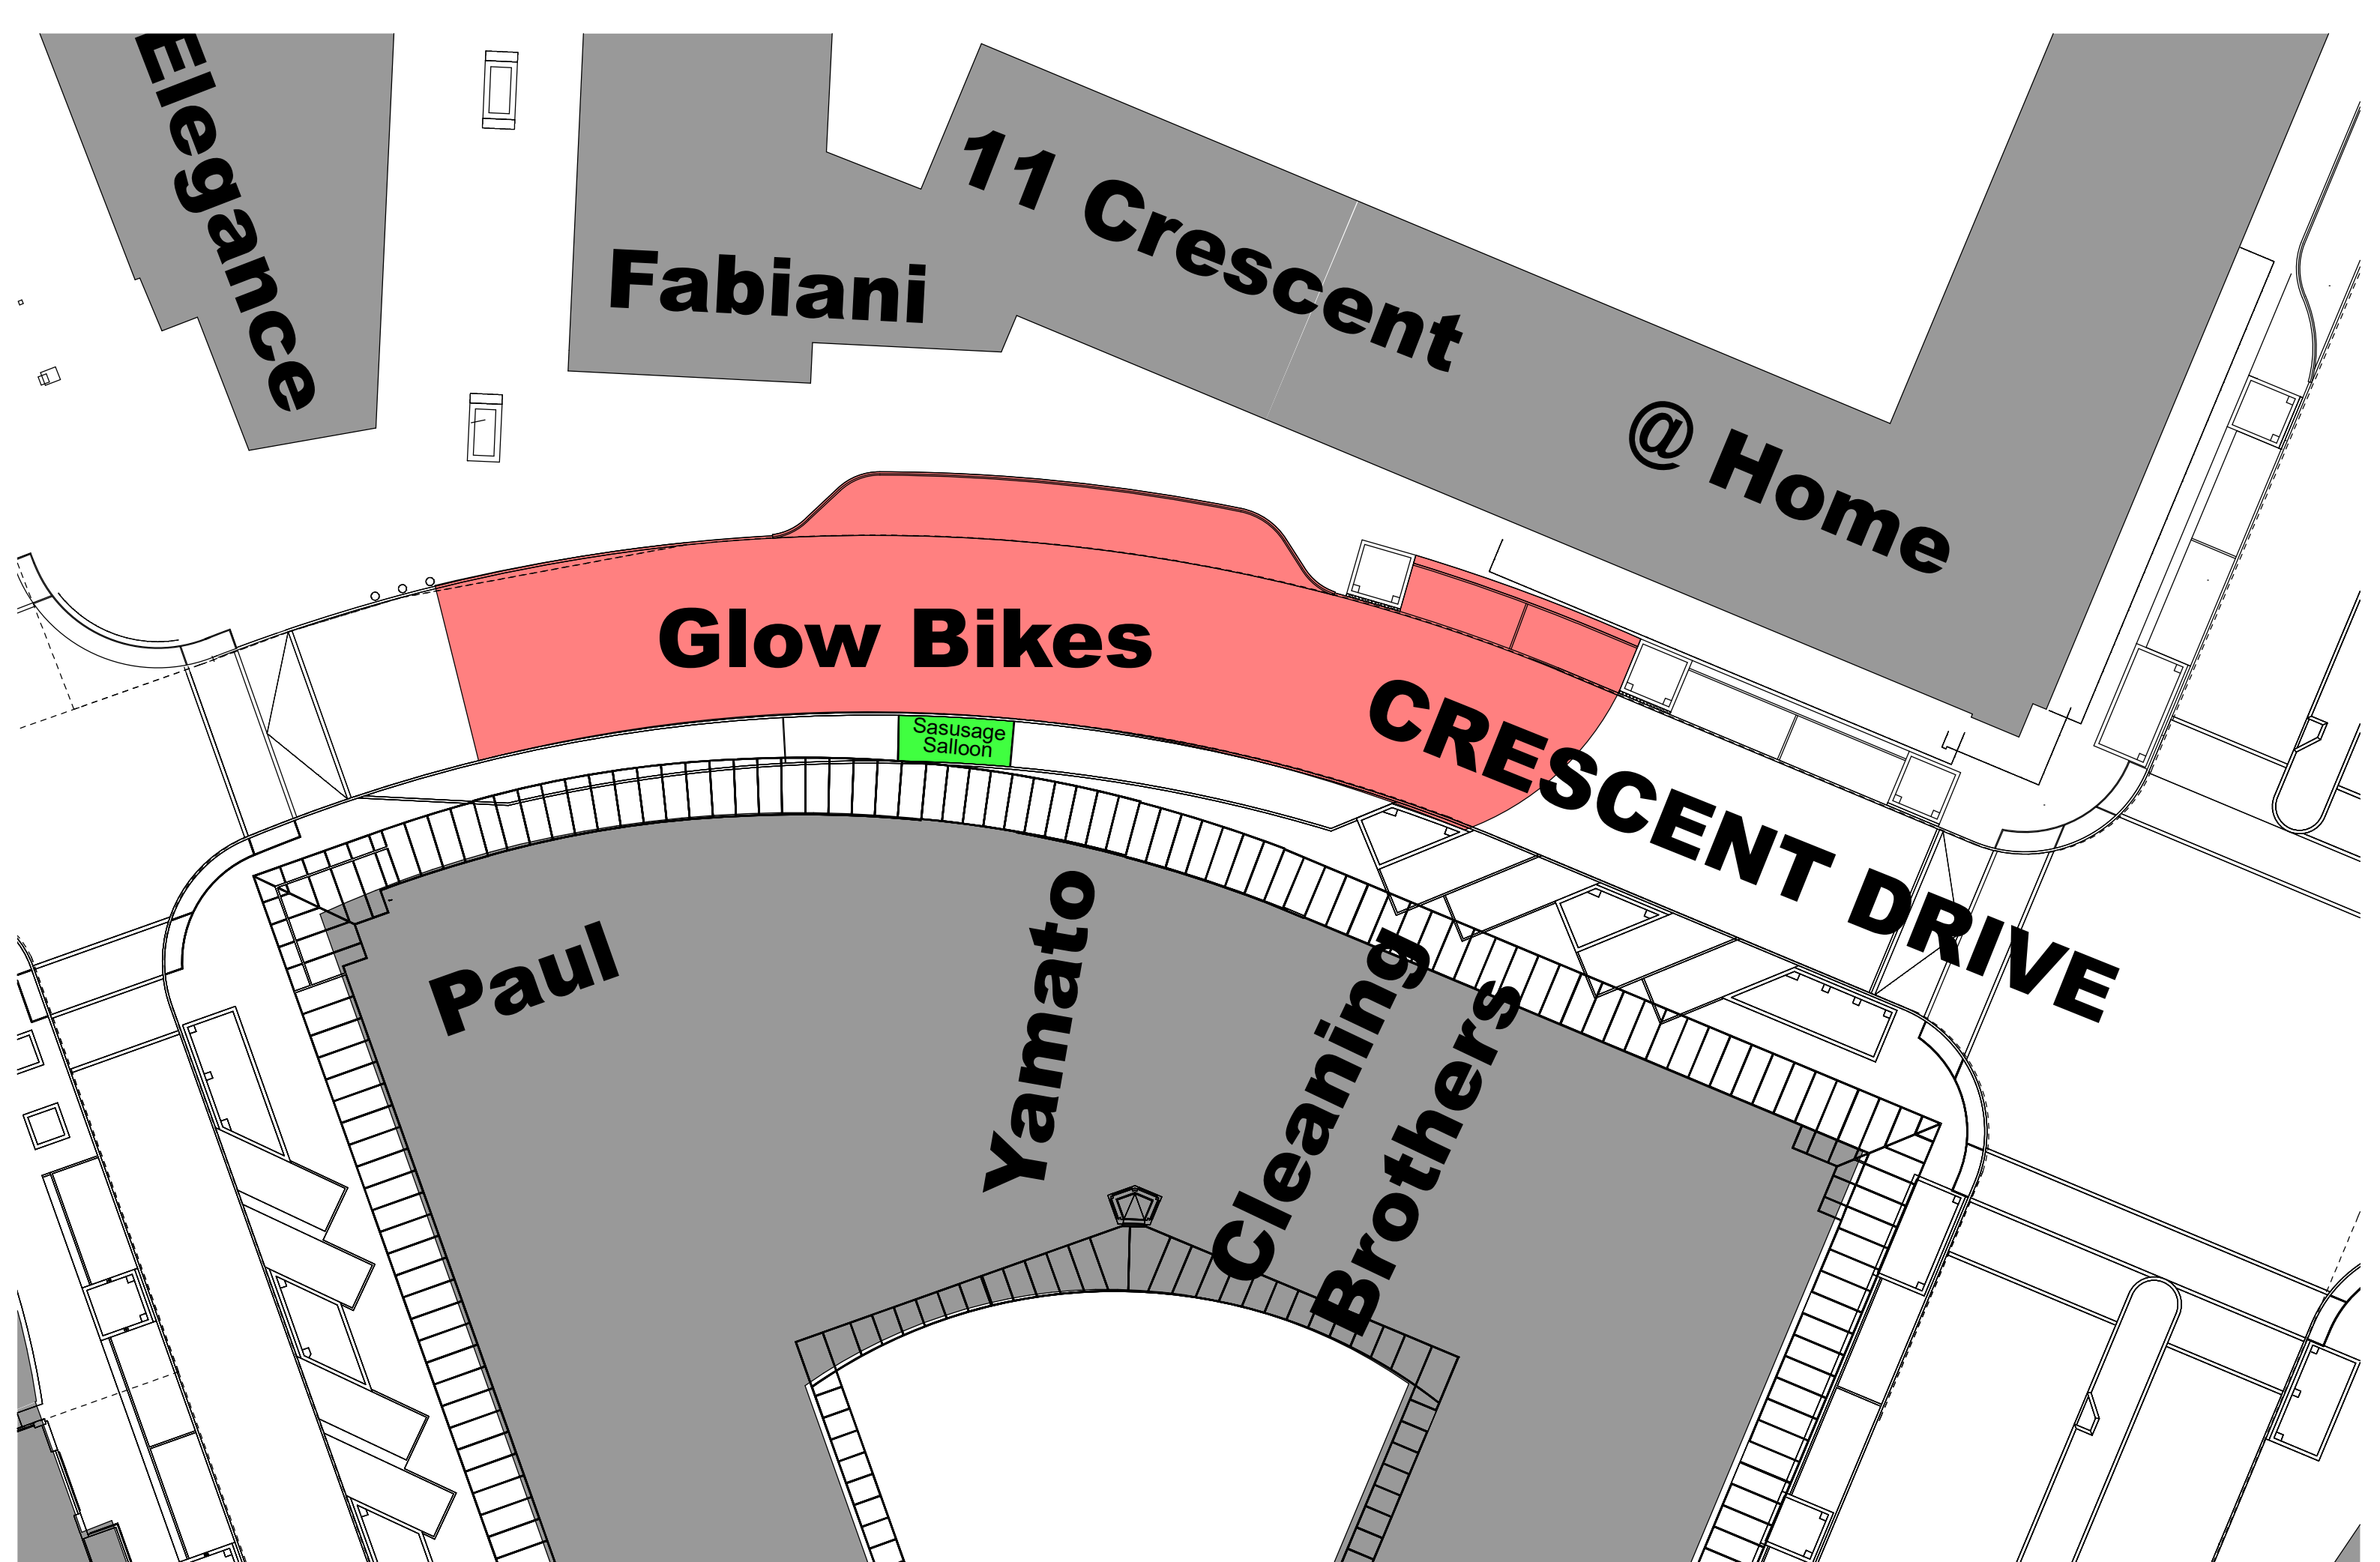 Elegance
Fabiani
11 Crescent
@ Home
Glow Bikes
Sasusage
Salloon
CRESCENT DRIVE
Paul
Yamato
Cleaning
Brothers